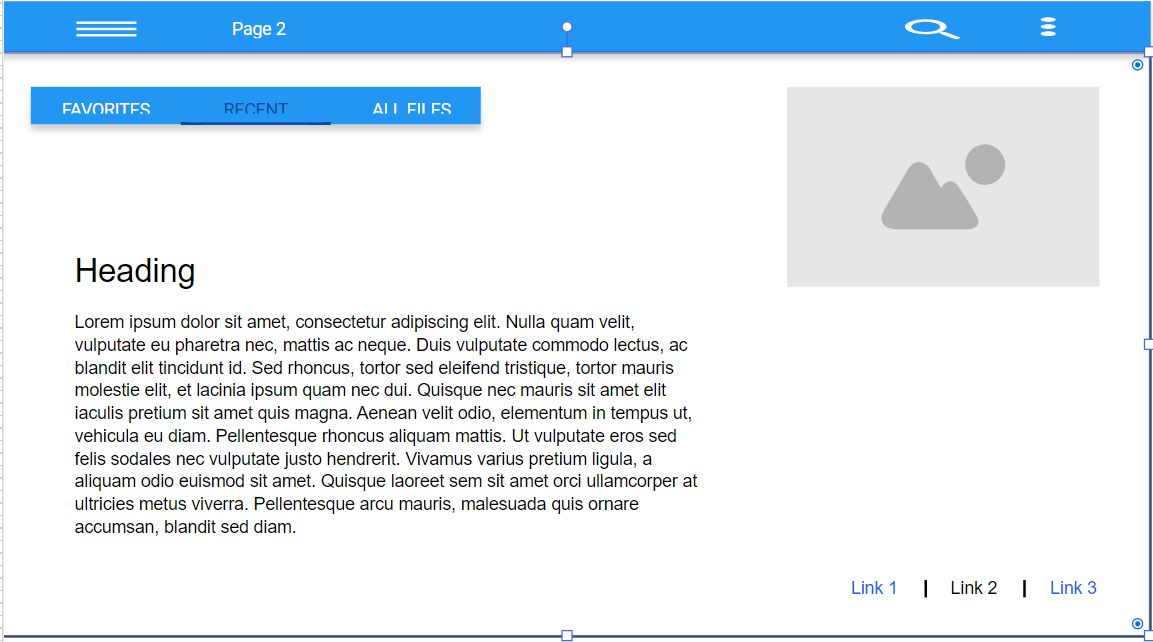 Page 2
FAVORITES RECENT ALL FILES
Heading
Lorem ipsum dolor sit amet, consectetur adipiscing elit. Nulla quam velit,
vulputate eu pharetra nec, mattis ac neque. Duis vulputate commodo lectus, ac
blandit elit tincidunt id. Sed rhoncus, tortor sed eleifend tristique, tortor mauris
molestie elit, et lacinia ipsum quam nec dui. Quisque nec mauris sit amet elit
iaculis pretium sit amet quis magna. Aenean velit odio, elementum in tempus ut,
vehicula eu diam. Pellentesque rhoncus aliquam mattis. Ut vulputate eros sed
felis sodales nec vulputate justo hendrerit. Vivamus varius pretium ligula, a
aliquam odio euismod sit amet. Quisque laoreet sem sit amet orci ullamcorper at
ultricies metus viverra. Pellentesque arcu mauris, malesuada quis ornare
accumsan, blandit sed diam.
Link 1 | Link 2 | Link 3